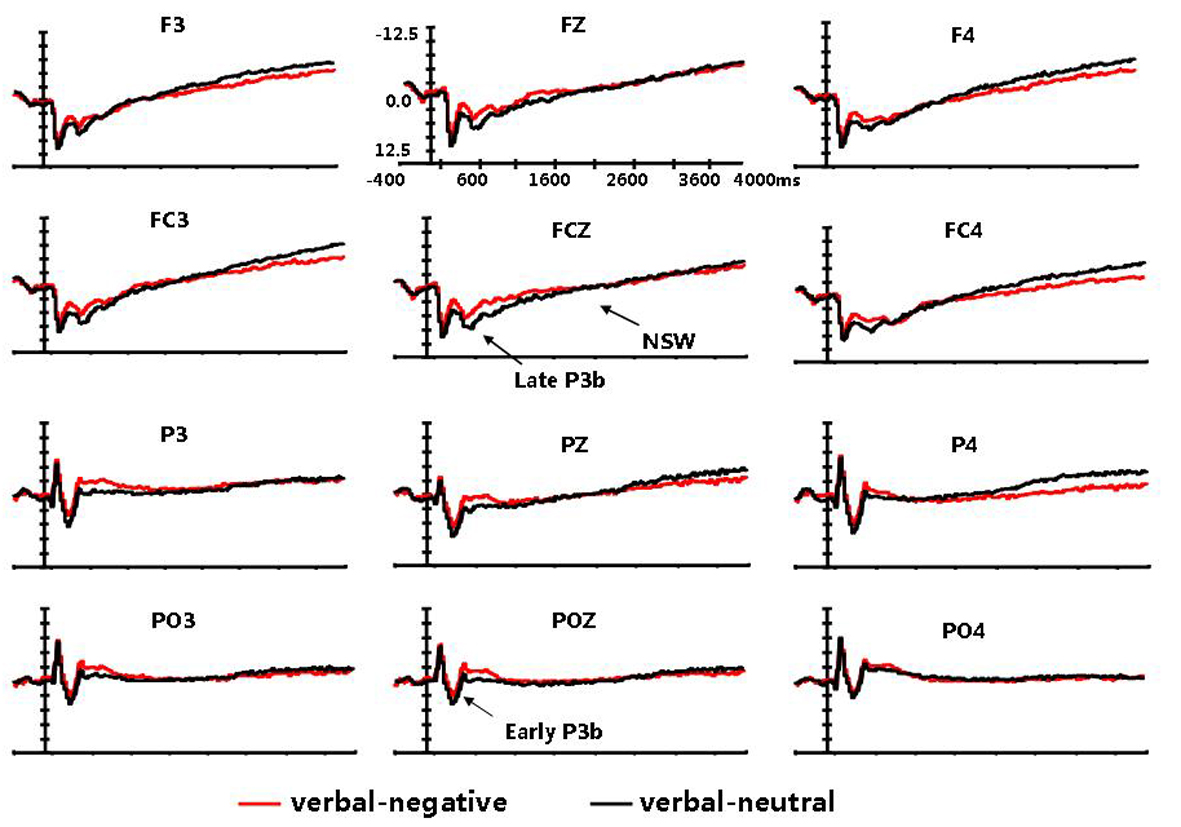 F3
FZ
F4
-12.5
0.0
12.5
-400 600 1600 2600 3600 4000ms
FC3
FCZ
FC4
NSW
Late P3b
P3
PZ
P4
PO3
POZ
PO4
Early P3b
verbal-negative verbal-neutral